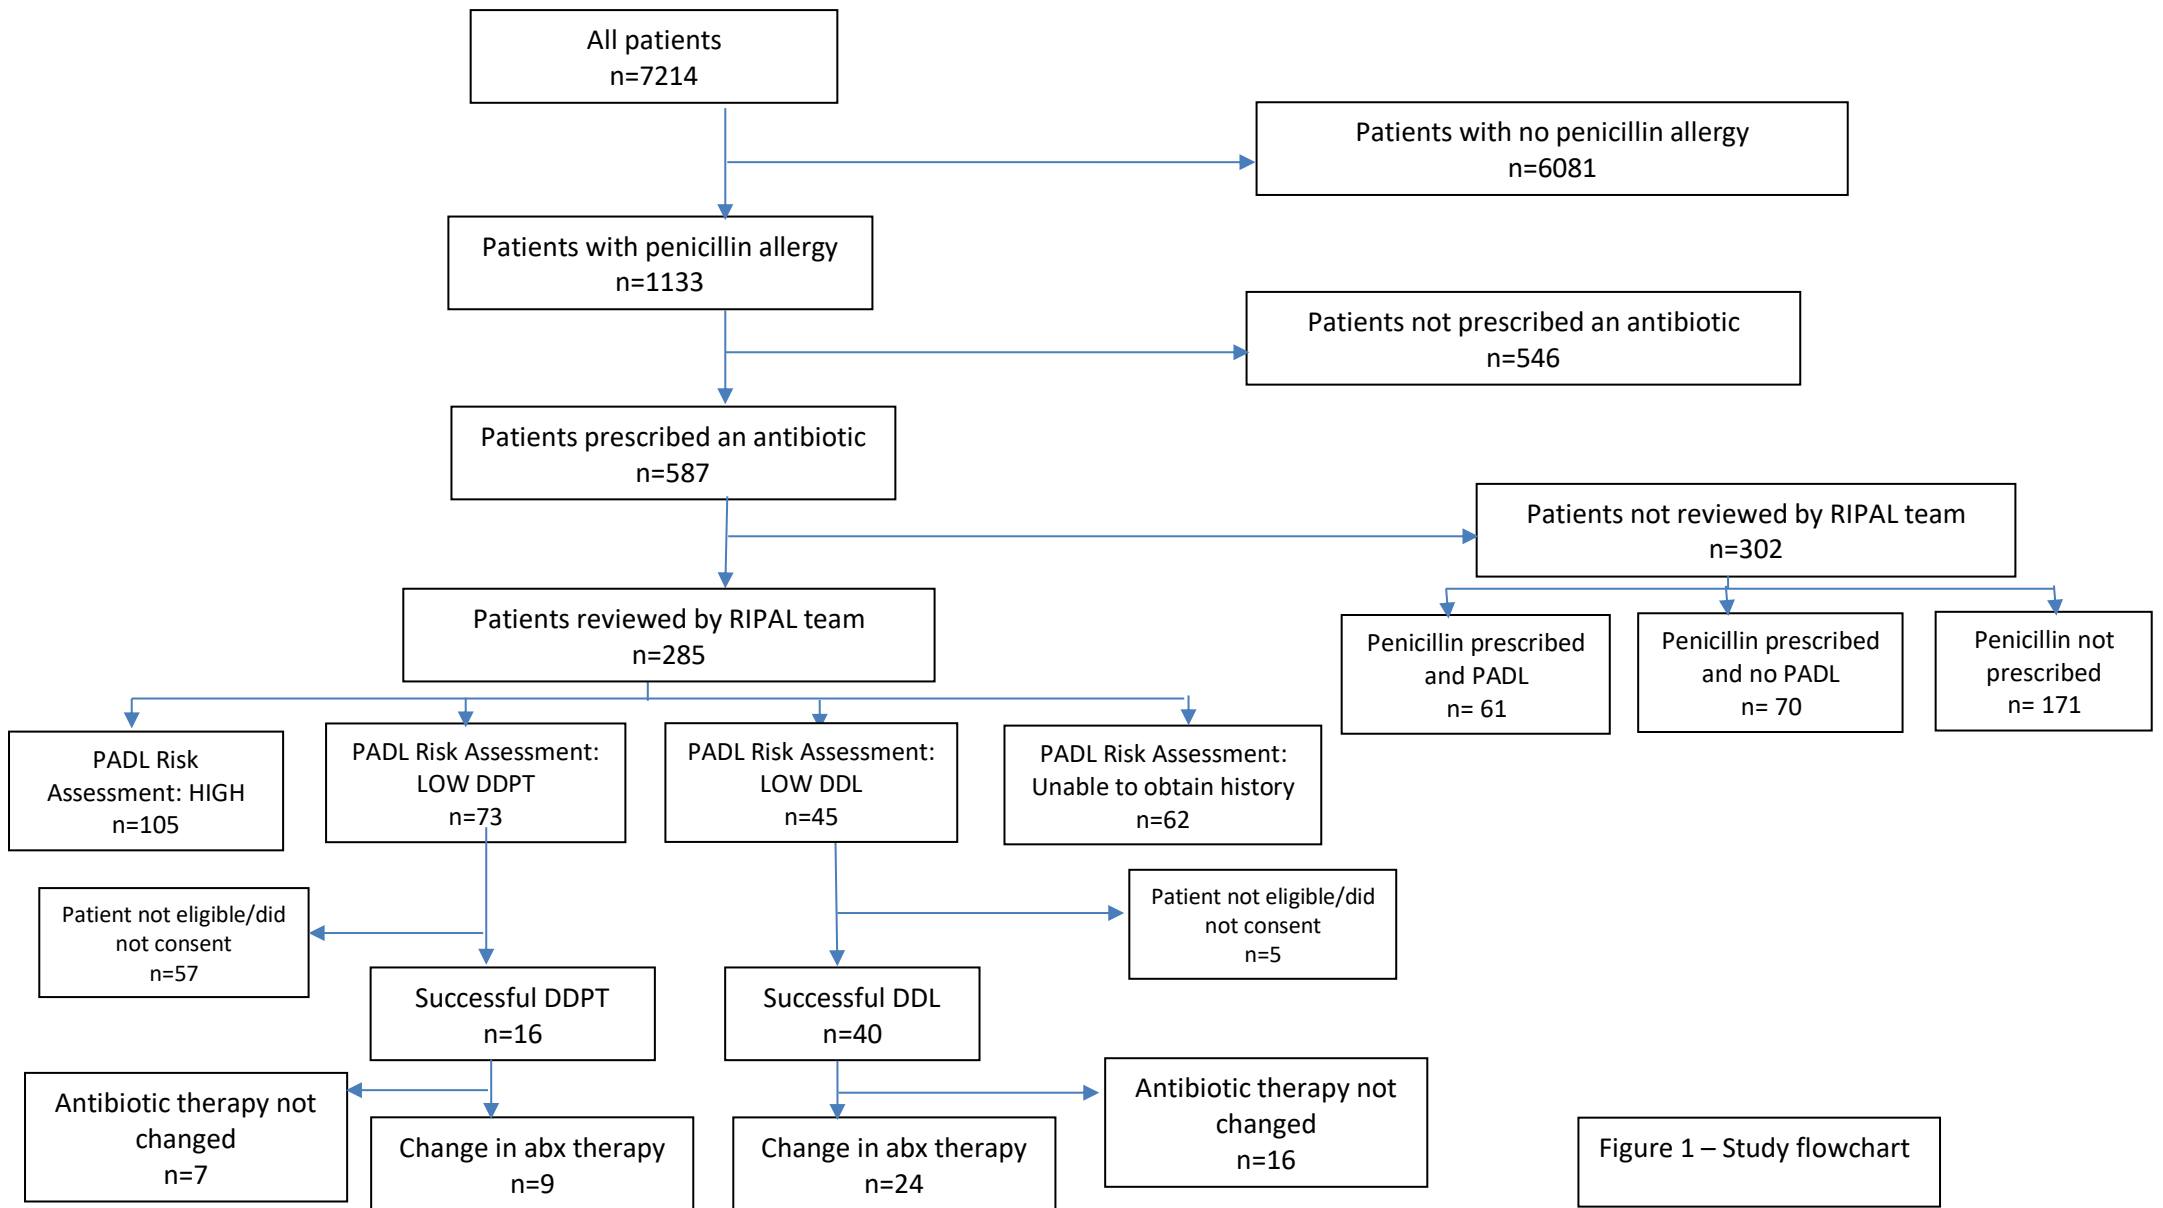 All patients
n=7214
Patients with no penicillin allergy
n=6081
Patients with penicillin allergy
n=1133
Patients not prescribed an antibiotic
n=546
Patients prescribed an antibiotic
n=587
Patients not reviewed by RIPAL team
n=302
Patients reviewed by RIPAL team
n=285
Penicillin prescribed
and PADL
n= 61
Penicillin prescribed
and no PADL
n= 70
Penicillin not
prescribed
n= 171
PADL Risk
Assessment: HIGH
n=105
PADL Risk Assessment:
LOW DDPT
n=73
PADL Risk Assessment:
LOW DDL
n=45
PADL Risk Assessment:
Unable to obtain history
n=62
Patient not eligible/did
not consent
n=57
Patient not eligible/did
not consent
n=5
Successful DDPT
n=16
Successful DDL
n=40
Antibiotic therapy not
changed
n=7
Change in abx therapy
n=9
Change in abx therapy
n=24
Antibiotic therapy not
changed
n=16
Figure 1 – Study flowchart